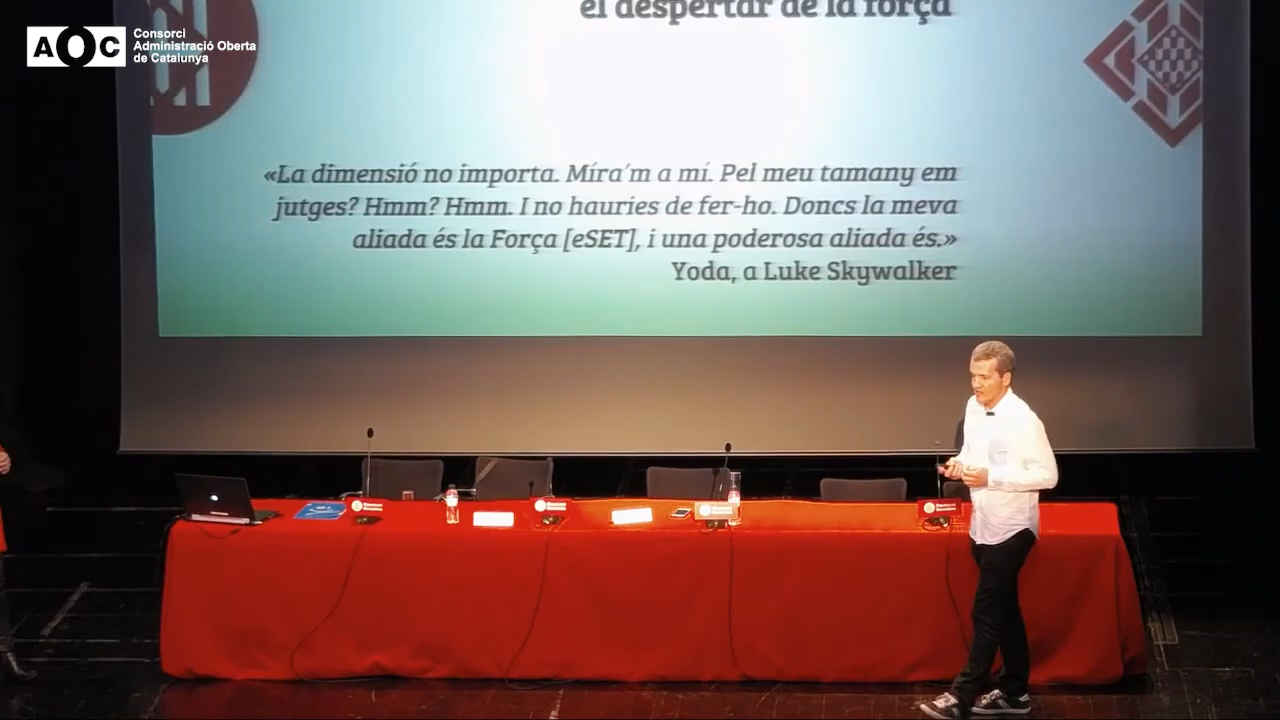 AOC
Consorci
Administració Oberta
de Catalunya
el despertar de la força
«La dimensió no importa. Míra'm a mí. Pel meu tamany em
jutges? Hmm? Hmm. I no hauries de fer-ho. Doncs la meva
aliada és la Força [eSET], i una poderosa aliada és.»
Yoda, a Luke Skywalker